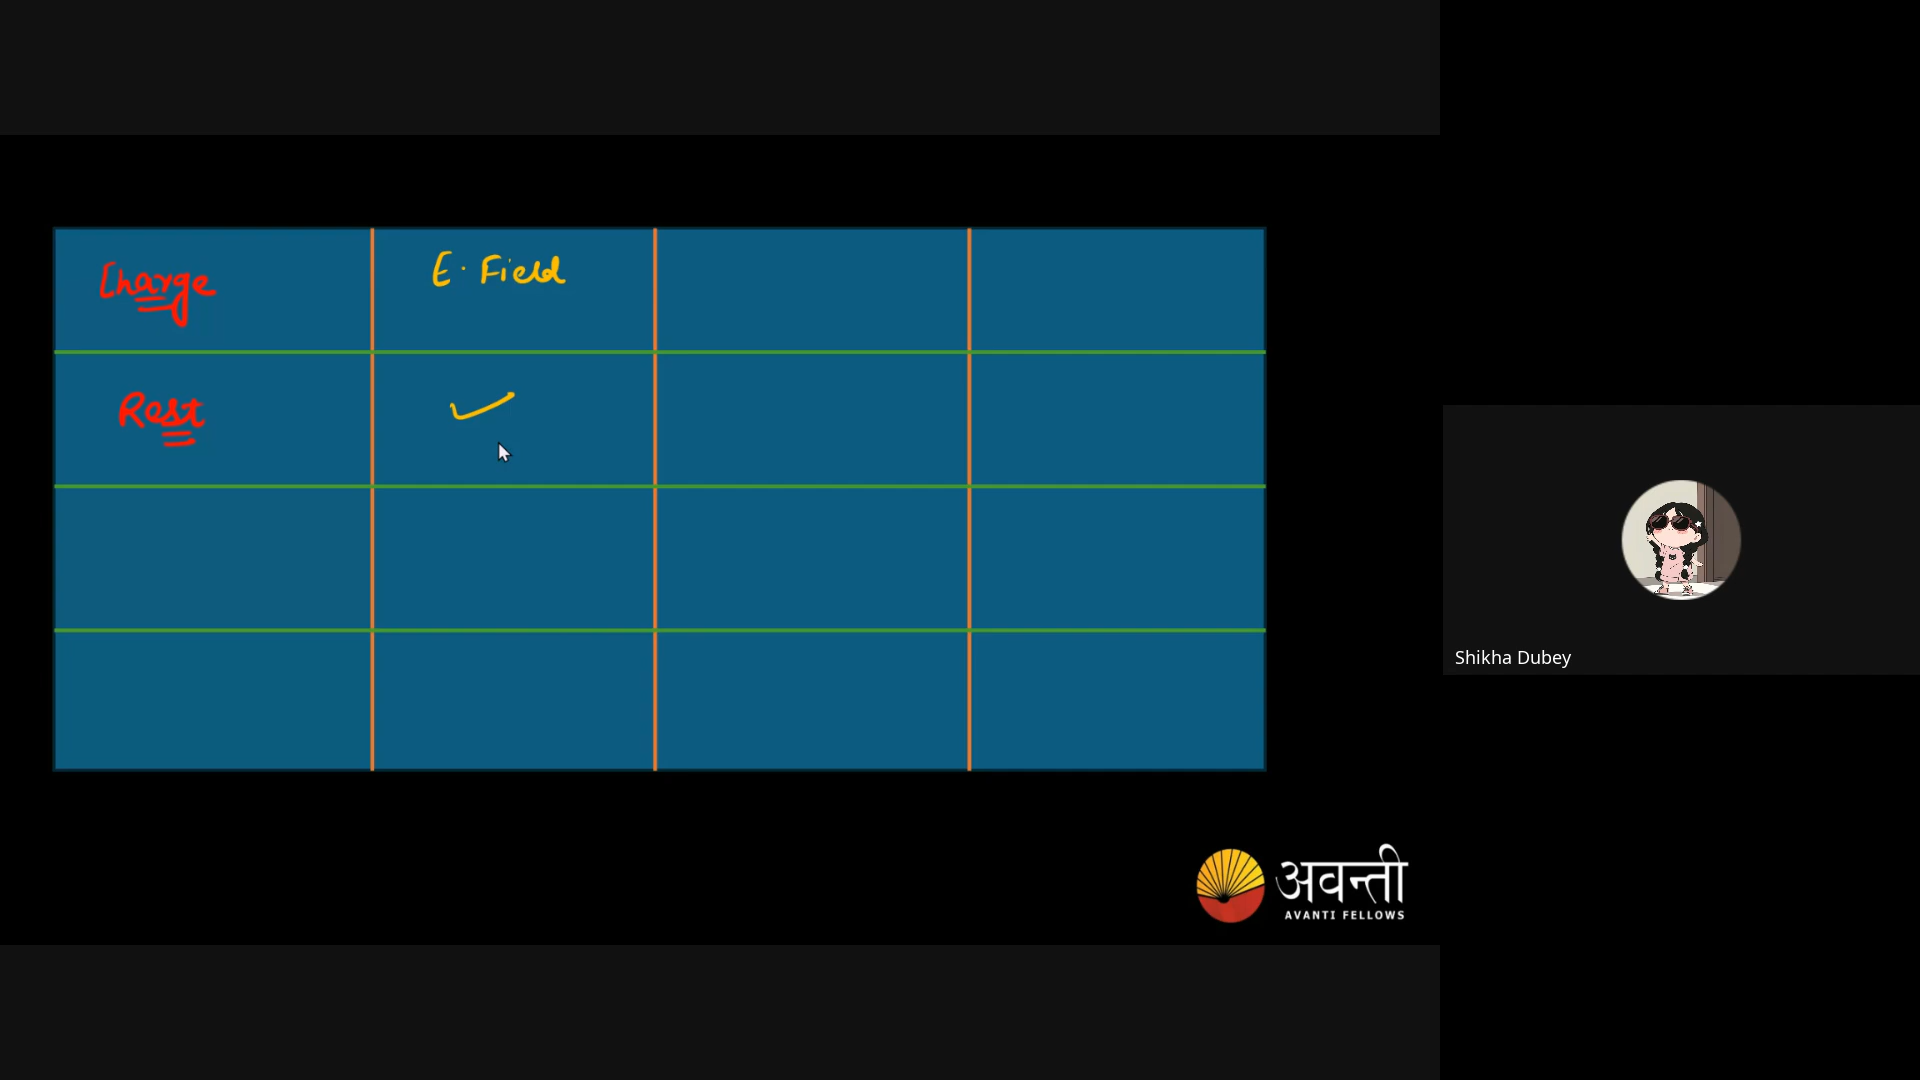 Charge
E. Field
Rest
Shikha Dubey
अवन्ती
AVANTI FELLOWS